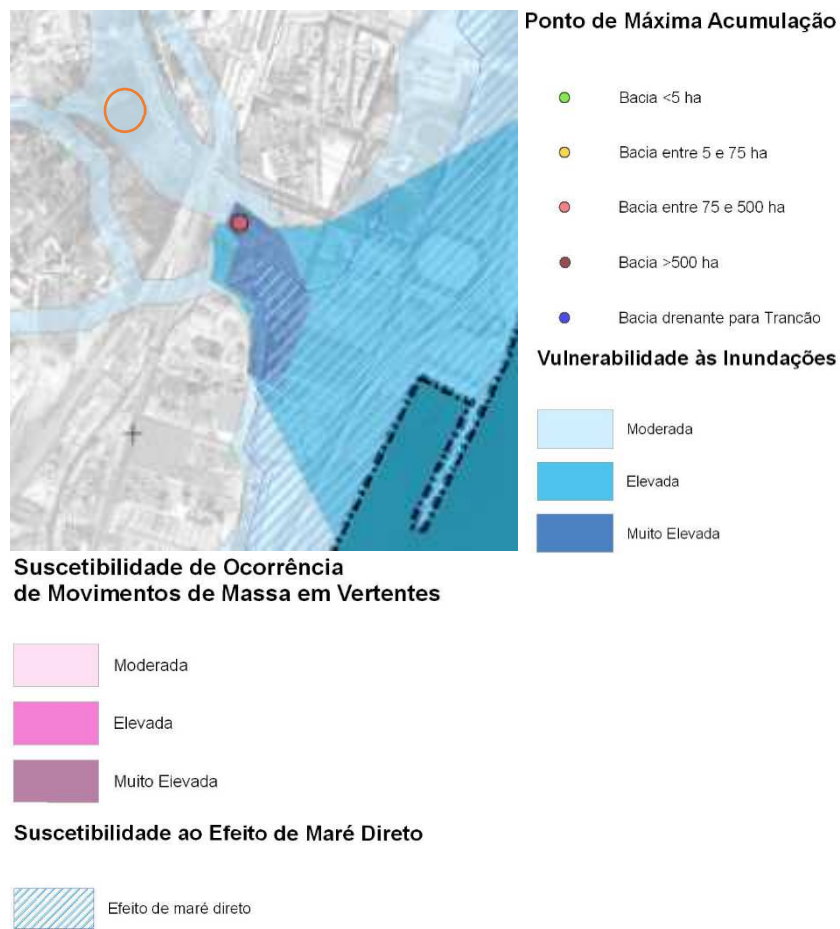 Ponto de Máxima Acumulação
Bacia <5 ha
Bacia entre 5 e 75 ha
Bacia entre 75 e 500 ha
Bacia >500 ha
Bacia drenante para Trancão
Vulnerabilidade às Inundações
Moderada
Elevada
Muito Elevada
Suscetibilidade de Ocorrência
de Movimentos de Massa em Vertentes
Moderada
Elevada
Muito Elevada
Suscetibilidade ao Efeito de Maré Direto
Efeito de maré direto